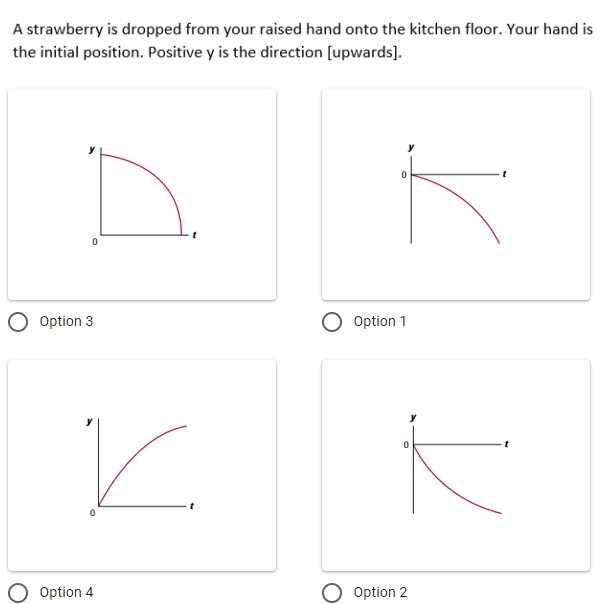 A strawberry is dropped from your raised hand onto the kitchen floor. Your hand is
the initial position. Positive y is the direction [upwards].
y
0
t
y
0
t
Option 3
Option 1
y
0
t
y
0
t
Option 4
Option 2